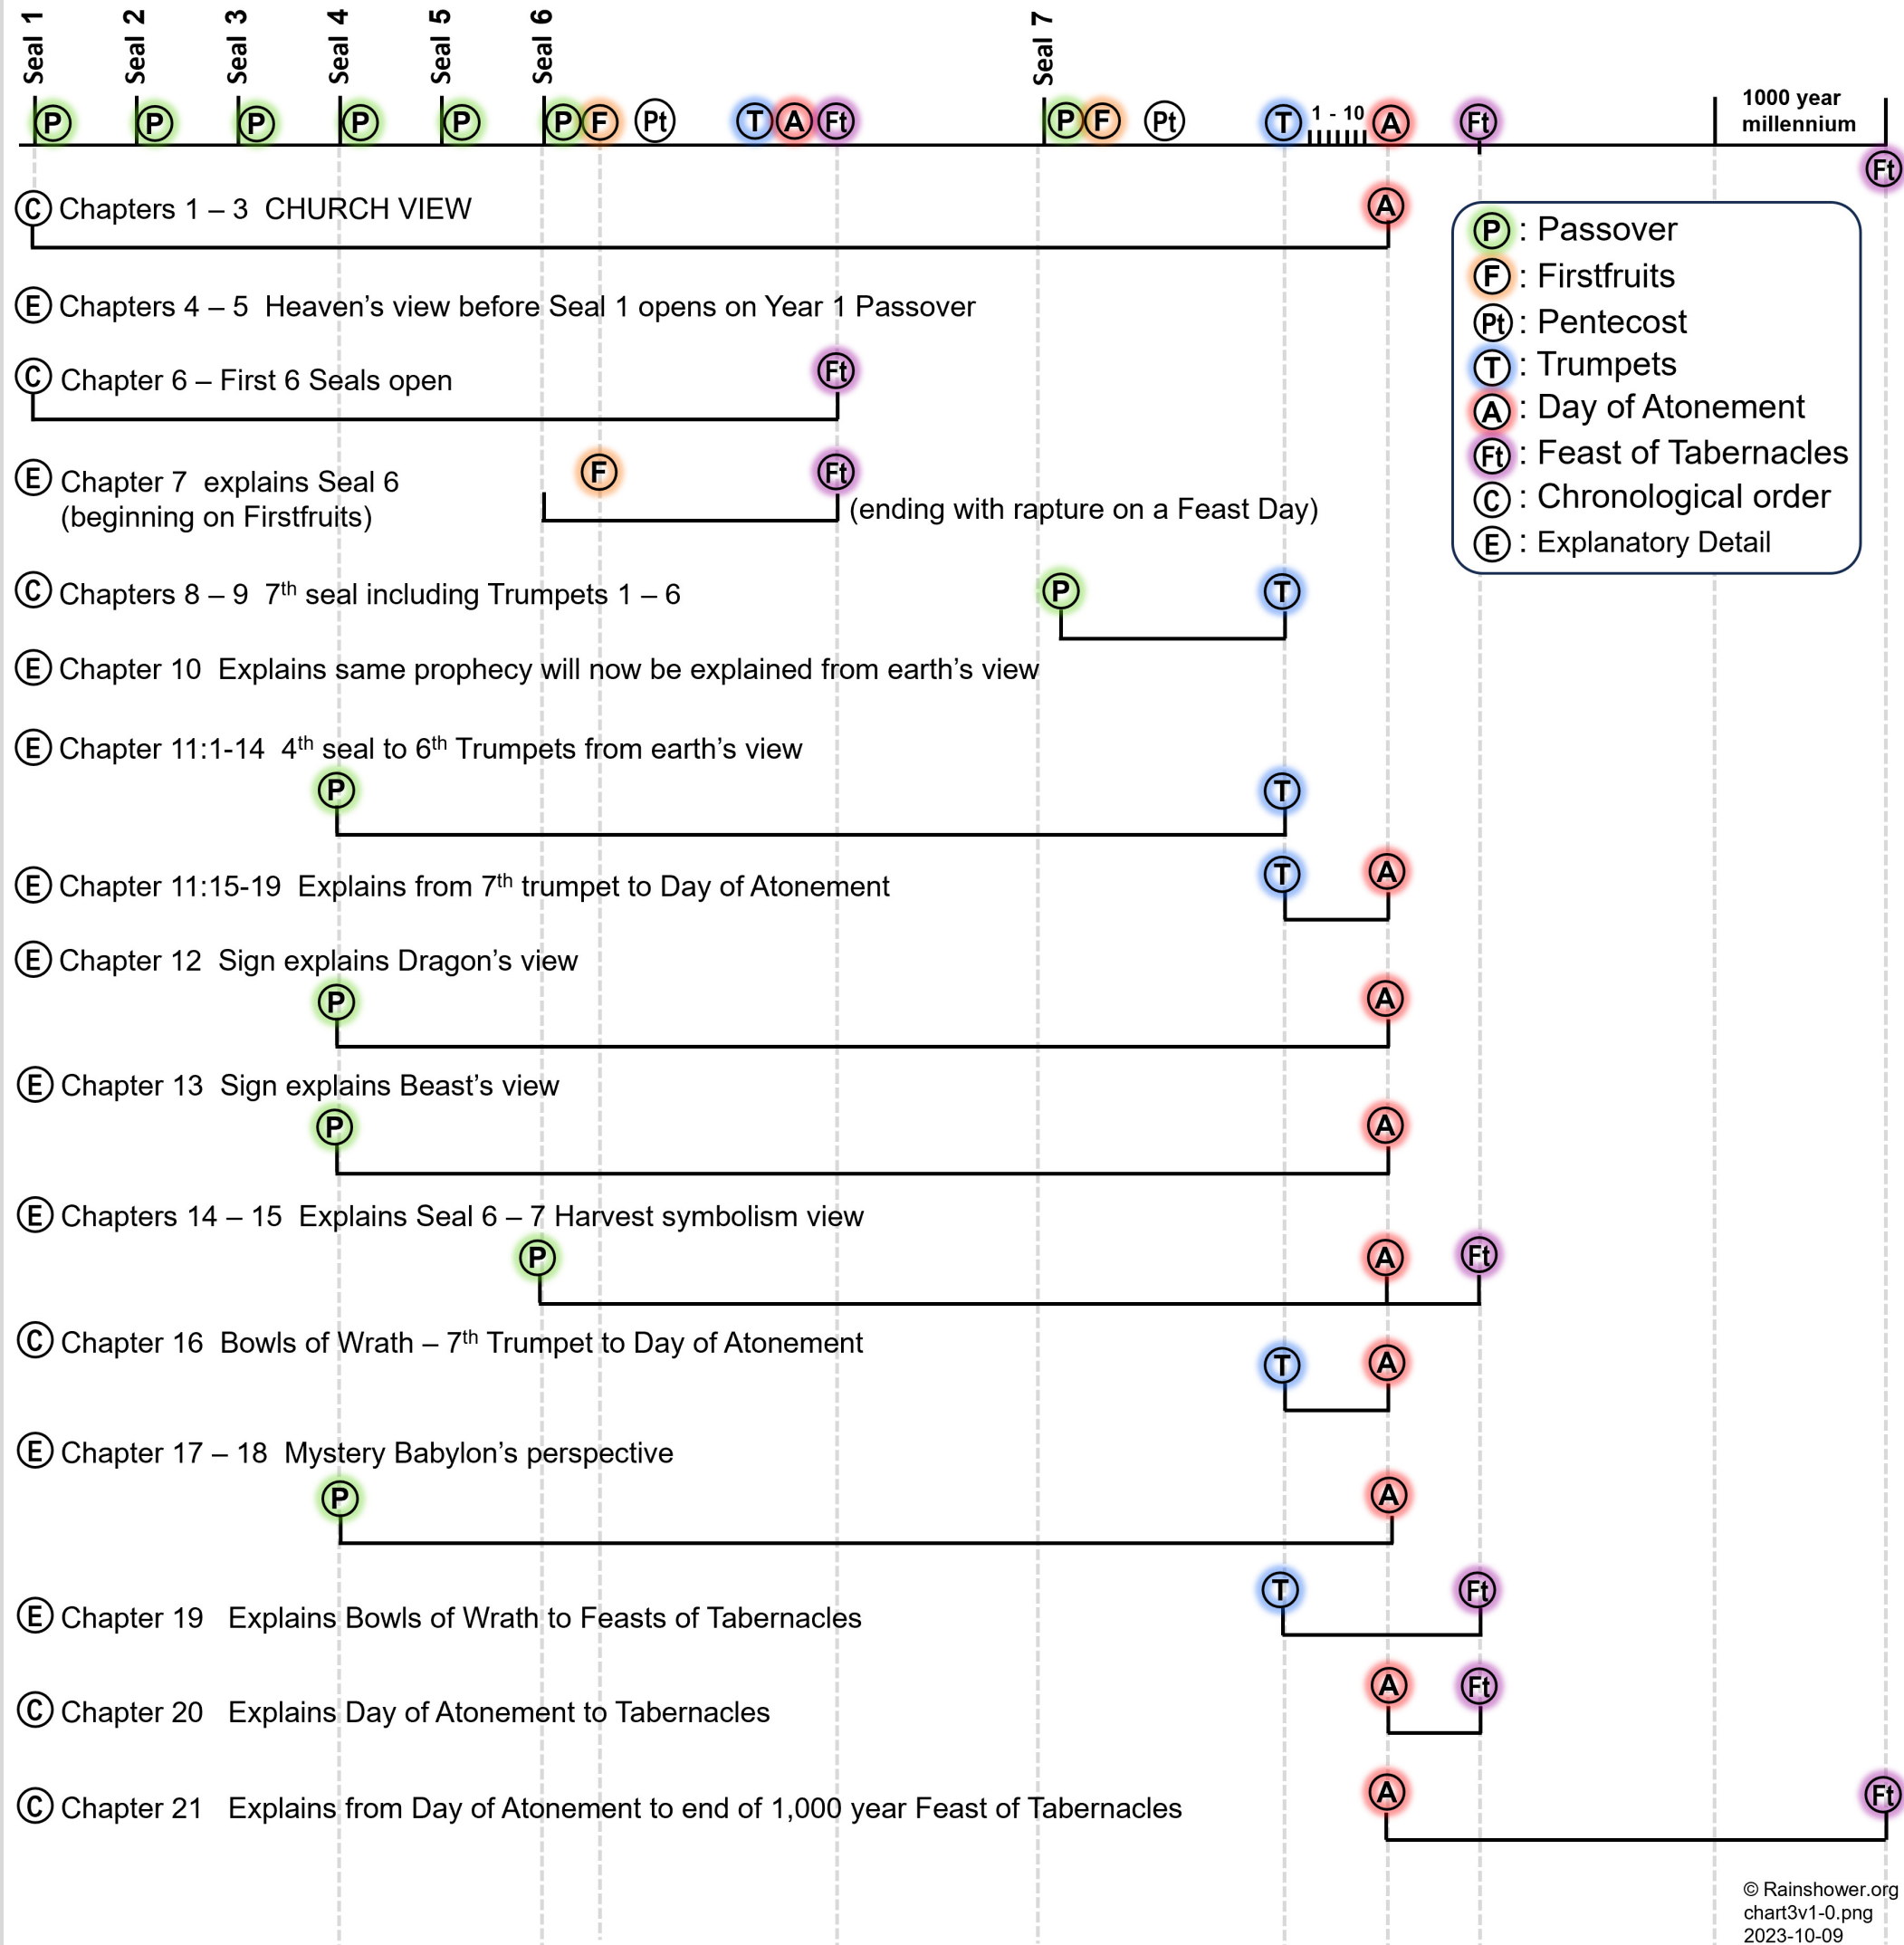 Seal 1
Seal 2
Seal 3
Seal 4
Seal 5
Seal 6
Seal 7
P P P P P P F Pt T A Ft P F Pt T 1 - 10 A Ft
1000 year
millennium
Ft
C Chapters 1 – 3 CHURCH VIEW A
P : Passover
F : Firstfruits
Pt : Pentecost
T : Trumpets
A : Day of Atonement
Ft : Feast of Tabernacles
C : Chronological order
E : Explanatory Detail
E Chapters 4 – 5 Heaven’s view before Seal 1 opens on Year 1 Passover
C Chapter 6 – First 6 Seals open Ft
E Chapter 7 explains Seal 6 F Ft
(beginning on Firstfruits) (ending with rapture on a Feast Day)
C Chapters 8 – 9 7th seal including Trumpets 1 – 6 P T
E Chapter 10 Explains same prophecy will now be explained from earth’s view
E Chapter 11:1-14 4th seal to 6th Trumpets from earth’s view
P T
E Chapter 11:15-19 Explains from 7th trumpet to Day of Atonement T A
E Chapter 12 Sign explains Dragon’s view
P A
E Chapter 13 Sign explains Beast’s view
P A
E Chapters 14 – 15 Explains Seal 6 – 7 Harvest symbolism view
P A Ft
C Chapter 16 Bowls of Wrath – 7th Trumpet to Day of Atonement
T A
E Chapter 17 – 18 Mystery Babylon’s perspective
P A
T Ft
E Chapter 19 Explains Bowls of Wrath to Feasts of Tabernacles
A Ft
C Chapter 20 Explains Day of Atonement to Tabernacles
A Ft
C Chapter 21 Explains from Day of Atonement to end of 1,000 year Feast of Tabernacles
© Rainshower.org
chart3v1-0.png
2023-10-09